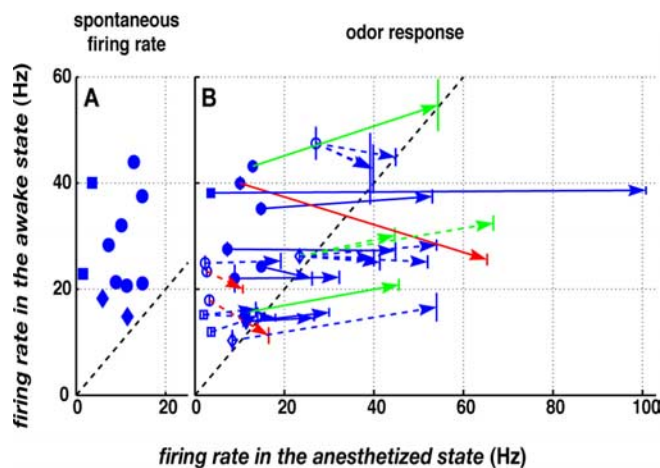 spontaneous
firing rate
odor response
A
B
60
40
20
0
0
20
0
20
40
60
80
100
firing rate in the awake state (Hz)
firing rate in the anesthetized state (Hz)